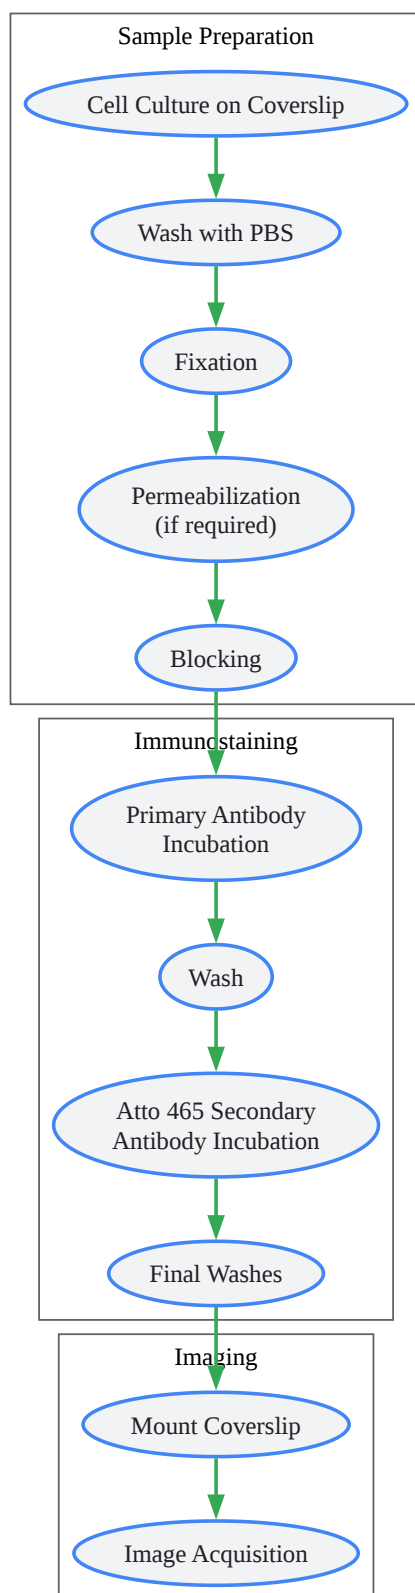 Sample Preparation
Cell Culture on Coverslip
Wash with PBS
Fixation
Permeabilization
(if required)
Blocking
Immunostaining
Primary Antibody
Incubation
Wash
Atto 465 Secondary
Antibody Incubation
Final Washes
Imaging
Mount Coverslip
Image Acquisition